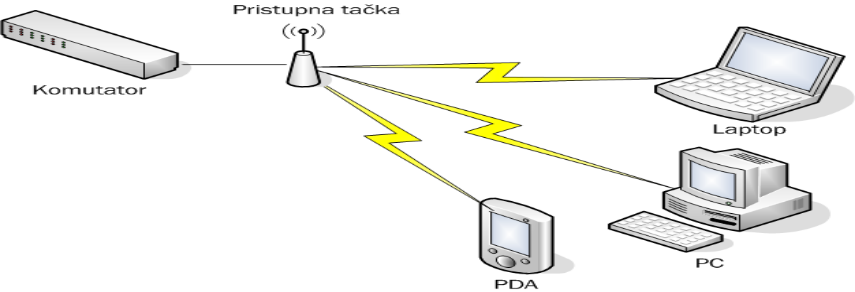 Pristupna tačka
Komutator
Laptop
PC
PDA